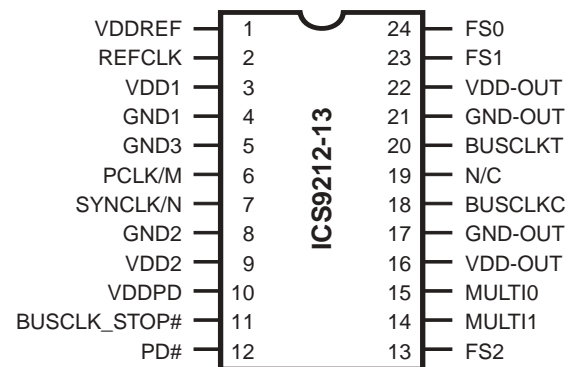 VDDREF 1 24 FS0
REFCLK 2 23 FS1
VDD1 3 22 VDD-OUT
GND1 4 21 GND-OUT
GND3 5 20 BUSCLKT
PCLK/M 6 19 N/C
SYNCLK/N 7 18 BUSCLKC
GND2 8 17 GND-OUT
VDD2 9 16 VDD-OUT
VDDPD 10 15 MULTI0
BUSCLK_STOP# 11 14 MULTI1
PD# 12 13 FS2
ICS9212-13